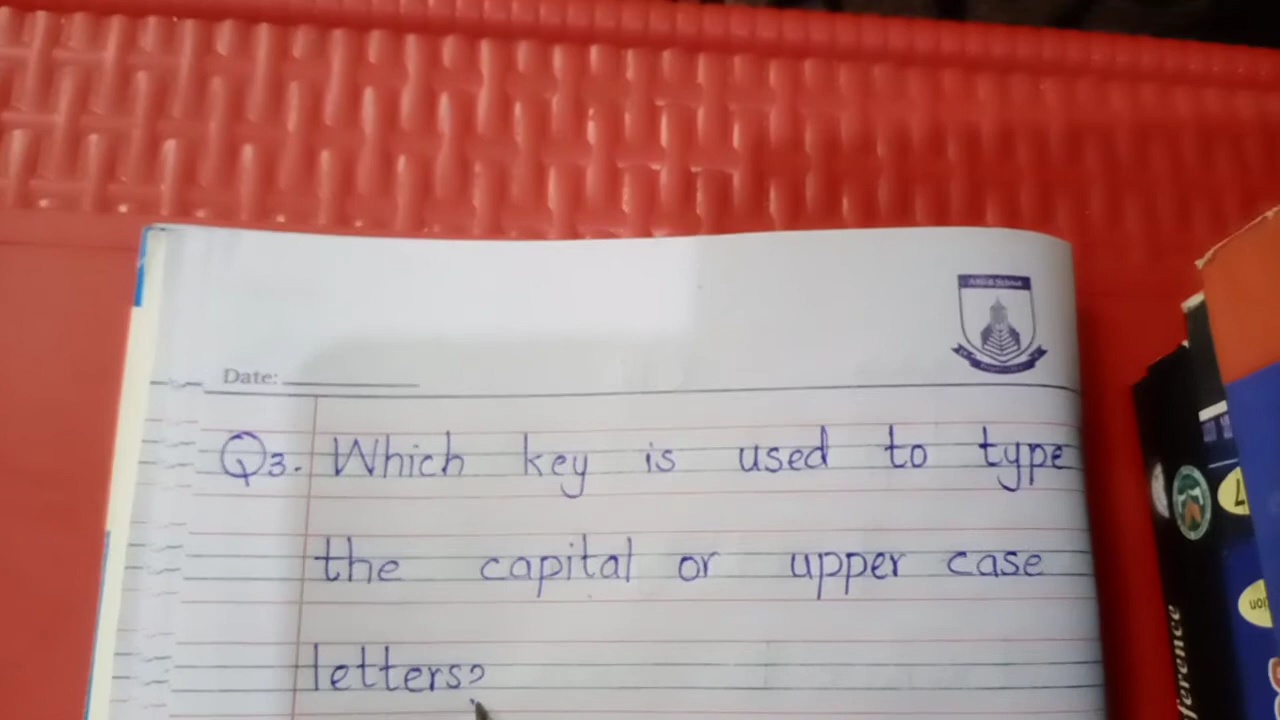 Date:
Q3. Which key is used to type
the capital or upper case
letters?